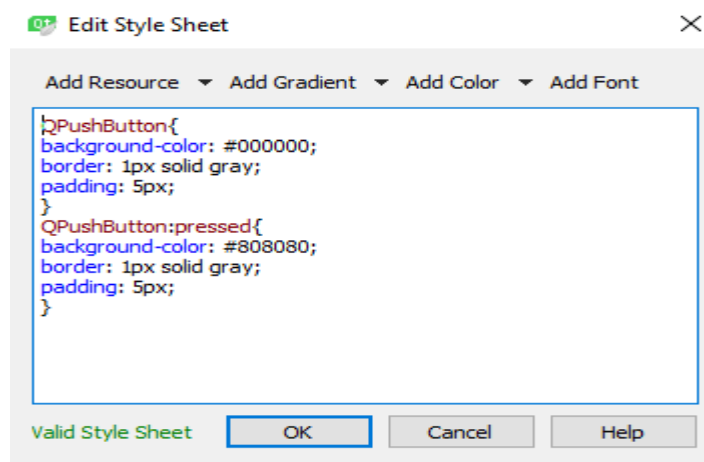 Qt Edit Style Sheet
Add Resource Add Gradient Add Color Add Font
QPushButton{
background-color: #000000;
border: 1px solid gray;
padding: 5px;
}
QPushButton:pressed{
background-color: #808080;
border: 1px solid gray;
padding: 5px;
}
Valid Style Sheet OK Cancel Help